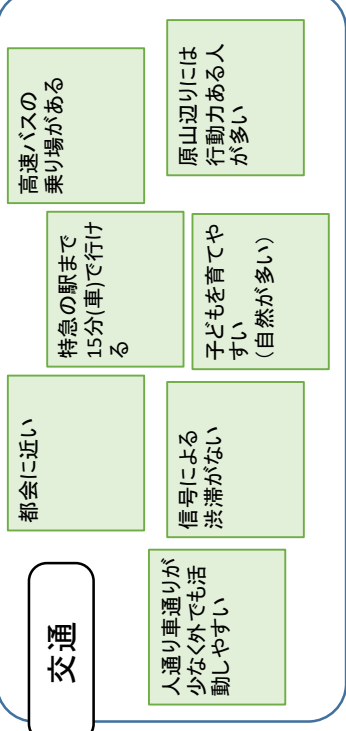 交通
都会に近い
高速バスの
乗り場がある
特急の駅まで
15分(車)で行け
る
人通り車通りが
少なく外でも活
動しやすい
信号による
渋滞がない
子どもを育てや
すい
(自然が多い)
原山辺りには
行動力ある人
が多い